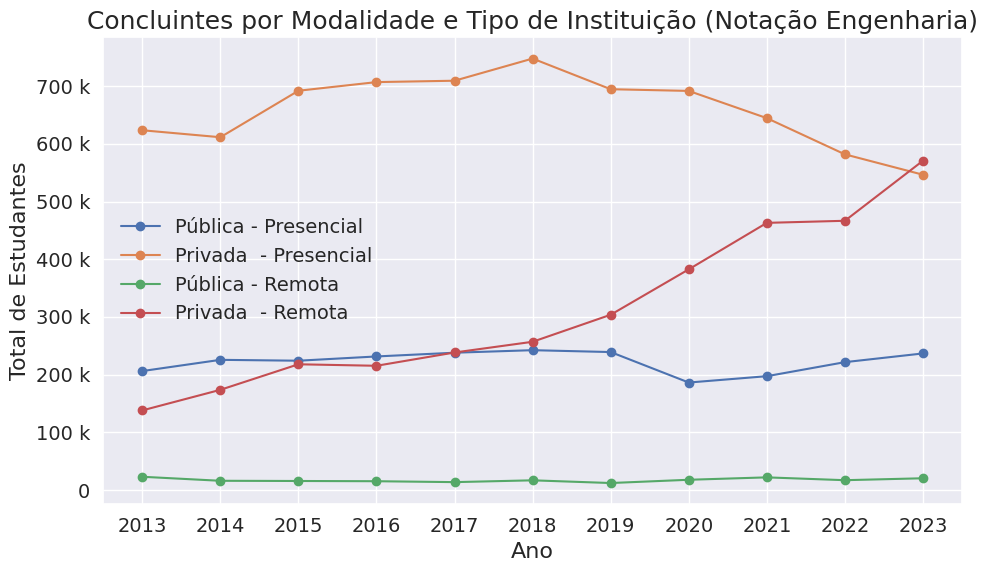 Concluintes por Modalidade e Tipo de Instituição (Notação Engenharia)
Total de Estudantes
700 k
600 k
500 k
400 k
300 k
200 k
100 k
0
Pública - Presencial
Privada  - Presencial
Pública - Remota
Privada  - Remota
2013 2014 2015 2016 2017 2018 2019 2020 2021 2022 2023
Ano